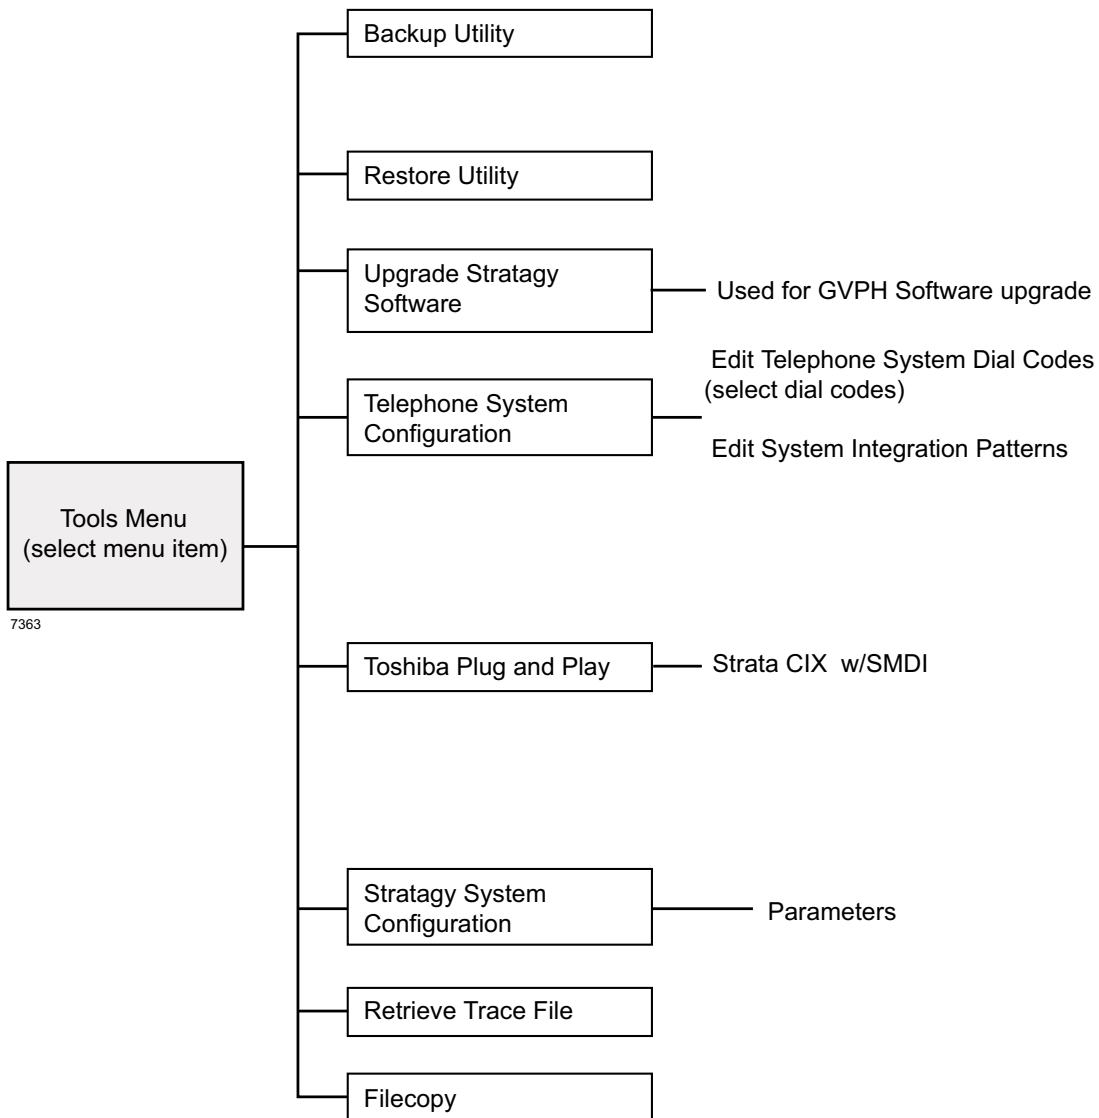 Backup Utility
Restore Utility
Upgrade Stratagy
Software
Used for GVPH Software upgrade
Edit Telephone System Dial Codes
(select dial codes)
Telephone System
Configuration
Edit System Integration Patterns
Tools Menu
(select menu item)
7363
Toshiba Plug and Play
Strata CIX w/SMDI
Stratagy System
Configuration
Parameters
Retrieve Trace File
Filecopy